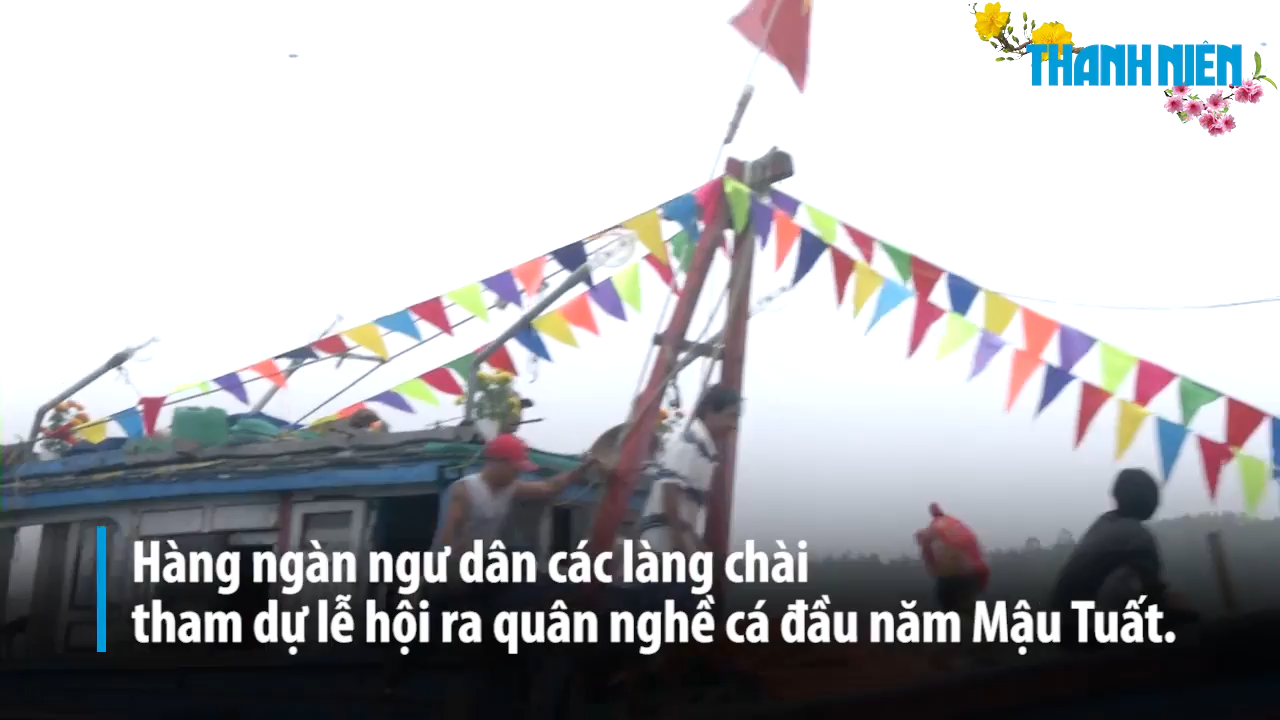 THANH NIÊN
Hàng ngàn ngư dân các làng chài
tham dự lễ hội ra quân nghề cá đầu năm Mậu Tuất.